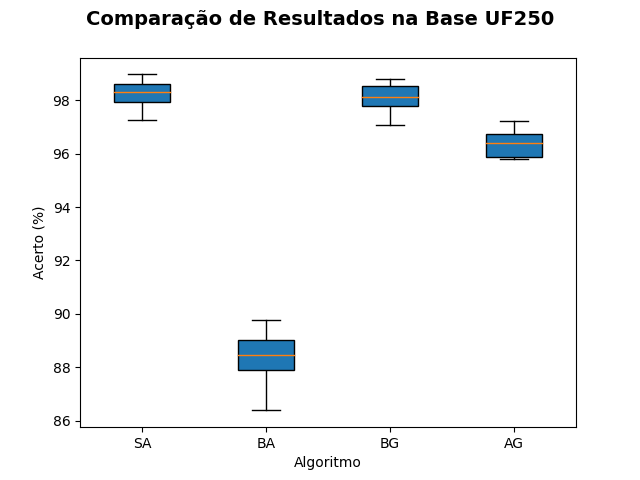 Comparação de Resultados na Base UF250
98
96
94
92
90
88
86
Acerto (%)
SA BA BG AG
Algoritmo